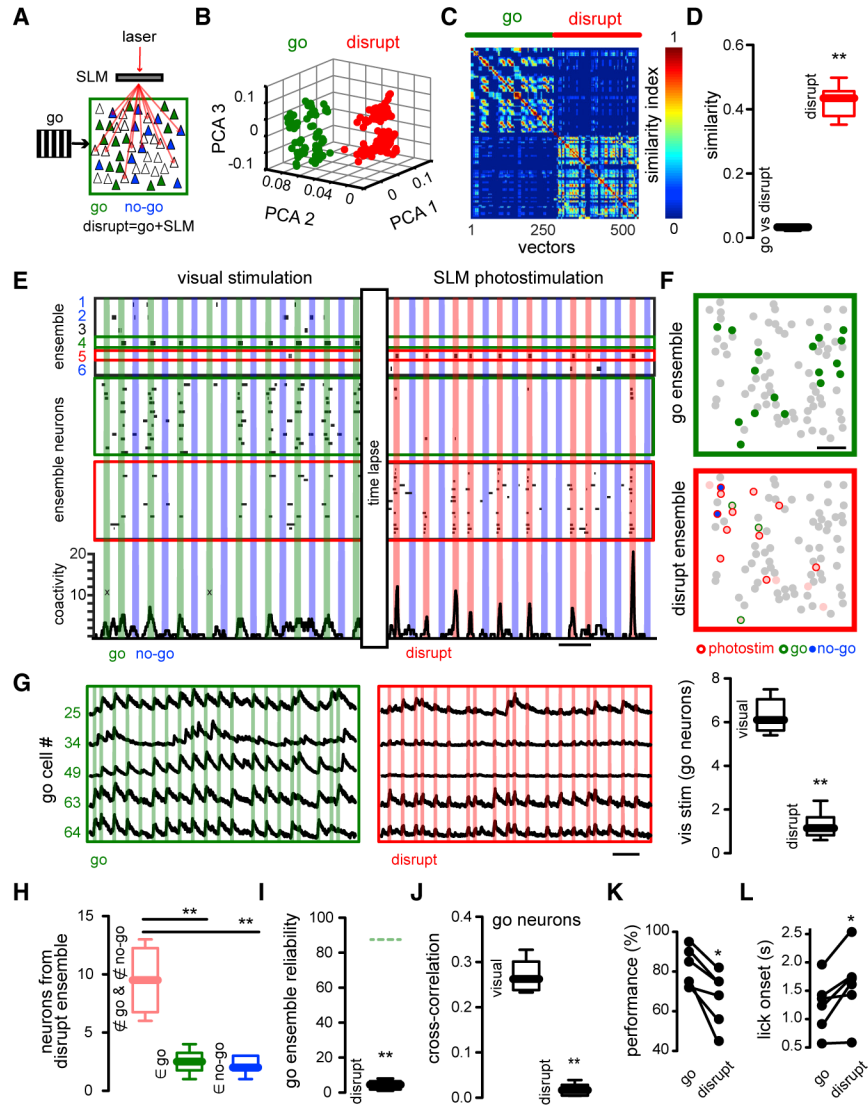 A
laser
SLM
go
go no-go
disrupt=go+SLM
B
go disrupt
PCA 3
0.1
0
-0.1
0.08
0.04
0
PCA 2
0
0.1
PCA 1
C
go disrupt
1
0
similarity index
1 250 500
vectors
D
similarity
0.6
0.4
0.2
0.0
disrupt
**
go vs disrupt
E
visual stimulation
SLM photostimulation
ensemble
1
2
3
4
5
6
ensemble neurons
time lapse
coactivity
20
10
x x
go no-go
disrupt
F
go ensemble
disrupt ensemble
photostim go no-go
G
go cell #
25
34
49
63
64
go
disrupt
vis stim (go neurons)
8
6
4
2
0
visual
**
disrupt
H
neurons from
disrupt ensemble
15
10
5
0
∉ go & ∉ no-go
**
**
∈ go
∈ no-go
I
go ensemble reliability
100
80
60
40
20
0
**
disrupt
J
go neurons
cross-correlation
0.4
0.3
0.2
0.1
0.0
visual
**
disrupt
K
performance (%)
100
80
60
40
*
go
disrupt
L
lick onset (s)
2.5
2.0
1.5
1.0
0.5
*
go
disrupt